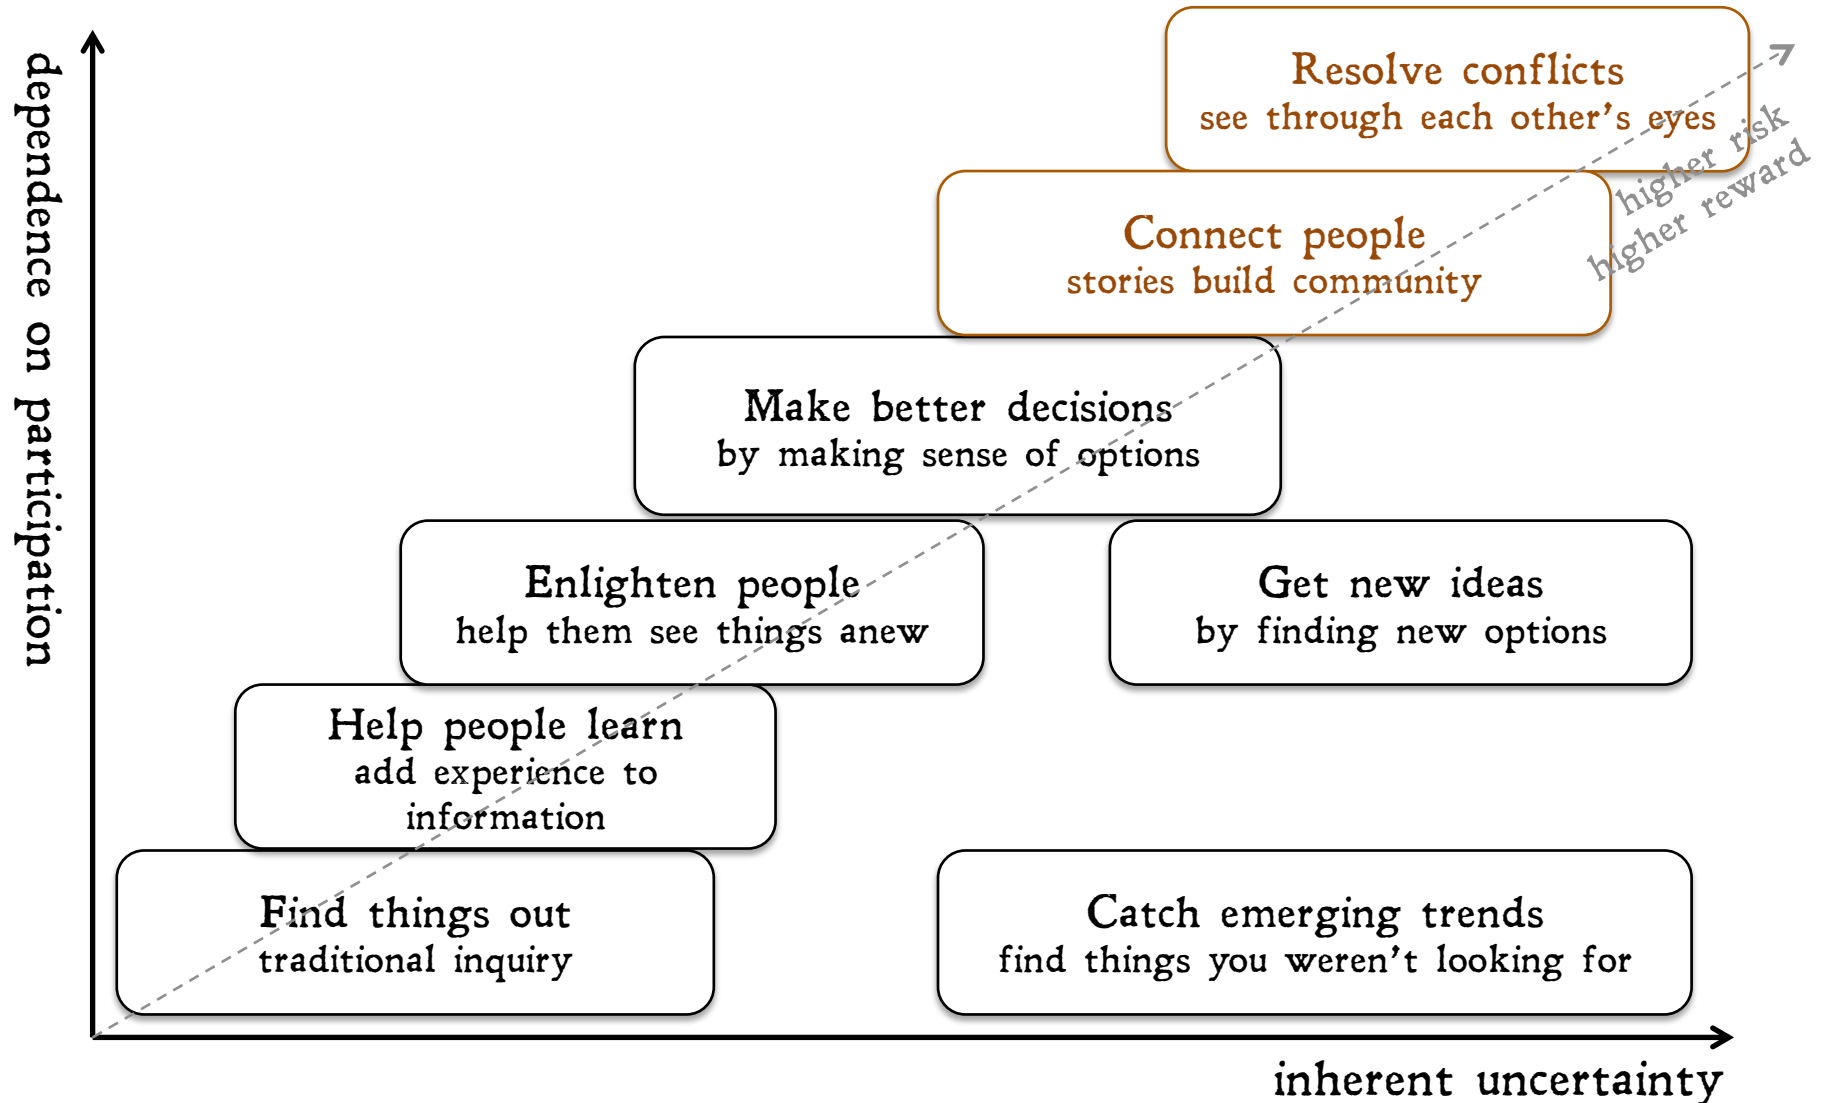 dependence on participation
Resolve conflicts
see through each other's eyes
higher risk
higher reward
Connect people
stories build community
Make better decisions
by making sense of options
Enlighten people
help them see things anew
Get new ideas
by finding new options
Help people learn
add experience to
information
Find things out
traditional inquiry
Catch emerging trends
find things you weren't looking for
inherent uncertainty